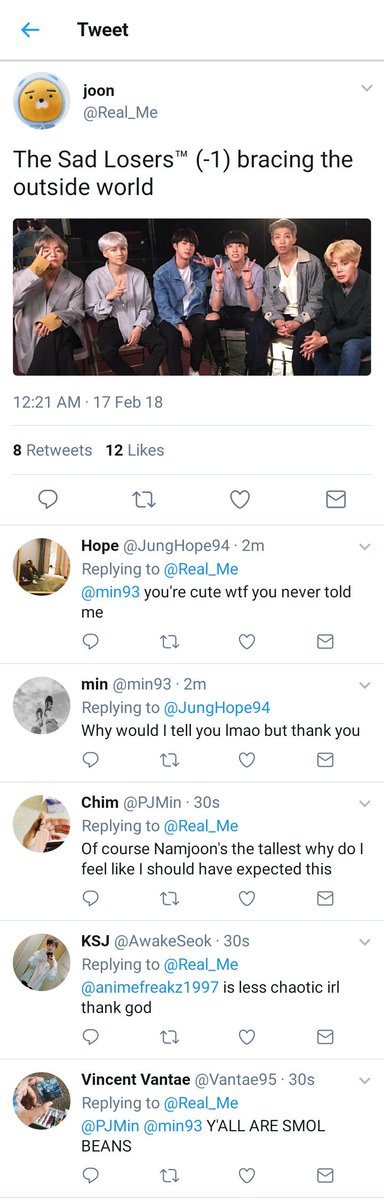 Tweet
joon
@Real_Me
The Sad Losers™ (-1) bracing the
outside world
12:21 AM · 17 Feb 18
8 Retweets 12 Likes
Hope @JungHope94 · 2m
Replying to @Real_Me
@min93 you're cute wtf you never told
me
min @min93 · 2m
Replying to @JungHope94
Why would I tell you lmao but thank you
Chim @PJMin · 30s
Replying to @Real_Me
Of course Namjoon's the tallest why do I
feel like I should have expected this
KSJ @AwakeSeok · 30s
Replying to @Real_Me
@animefreakz1997 is less chaotic irl
thank god
Vincent Vantae @Vantae95 · 30s
Replying to @Real_Me
@PJMin @min93 Y'ALL ARE SMOL
BEANS